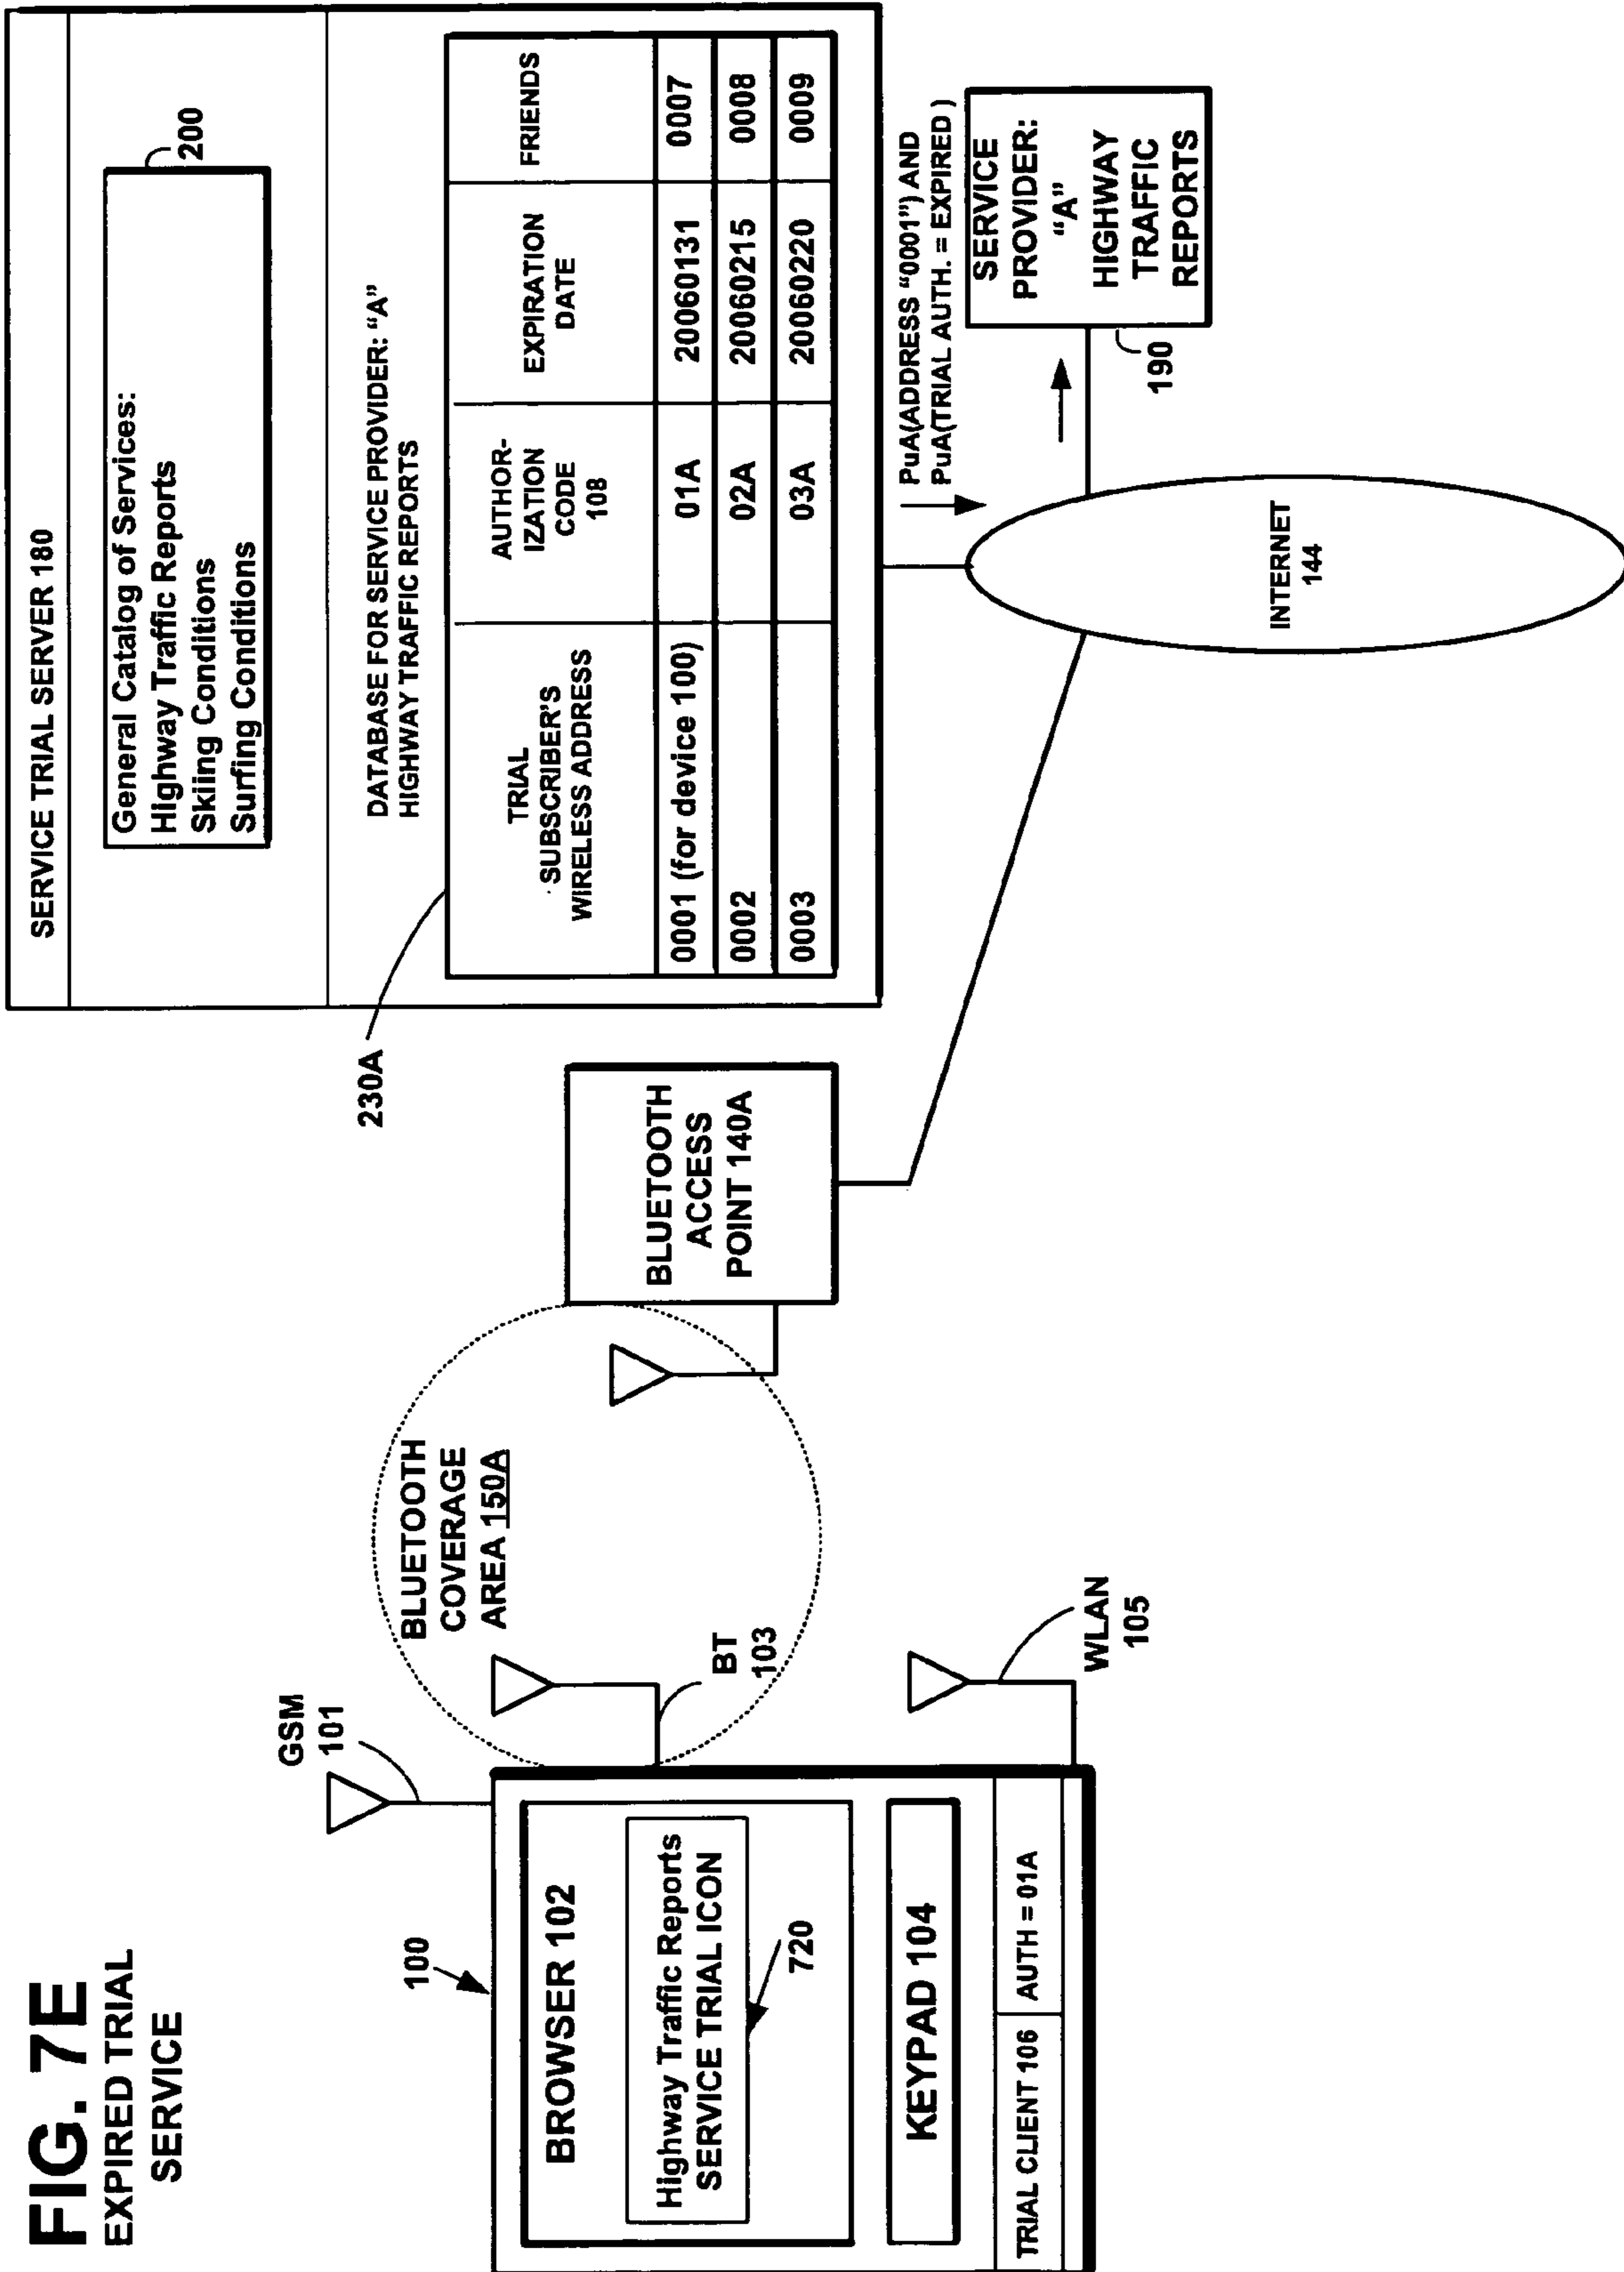 FIG. 7E
EXPIRED TRIAL
SERVICE
100
BROWSER 102
Highway Traffic Reports
SERVICE TRIAL ICON
720
KEYPAD 104
TRIAL CLIENT 106
AUTH = 01A
GSM
101
BT
103
WLAN
105
BLUETOOTH
COVERAGE
AREA 150A
BLUETOOTH
ACCESS
POINT 140A
230A
SERVICE TRIAL SERVER 180
General Catalog of Services:
Highway Traffic Reports
Skiing Conditions
Surfing Conditions
200
DATABASE FOR SERVICE PROVIDER: “A”
HIGHWAY TRAFFIC REPORTS
TRIAL
SUBSCRIBER'S
WIRELESS ADDRESS
AUTHOR-
IZATION
CODE
108
EXPIRATION
DATE
FRIENDS
0001 (for device 100) 01A 20060131 0007
0002 02A 20060215 0008
0003 03A 20060220 0009
PuA(ADDRESS “0001”) AND
PuA(TRIAL AUTH. = EXPIRED )
INTERNET
144
SERVICE
PROVIDER:
“A”
HIGHWAY
TRAFFIC
REPORTS
190